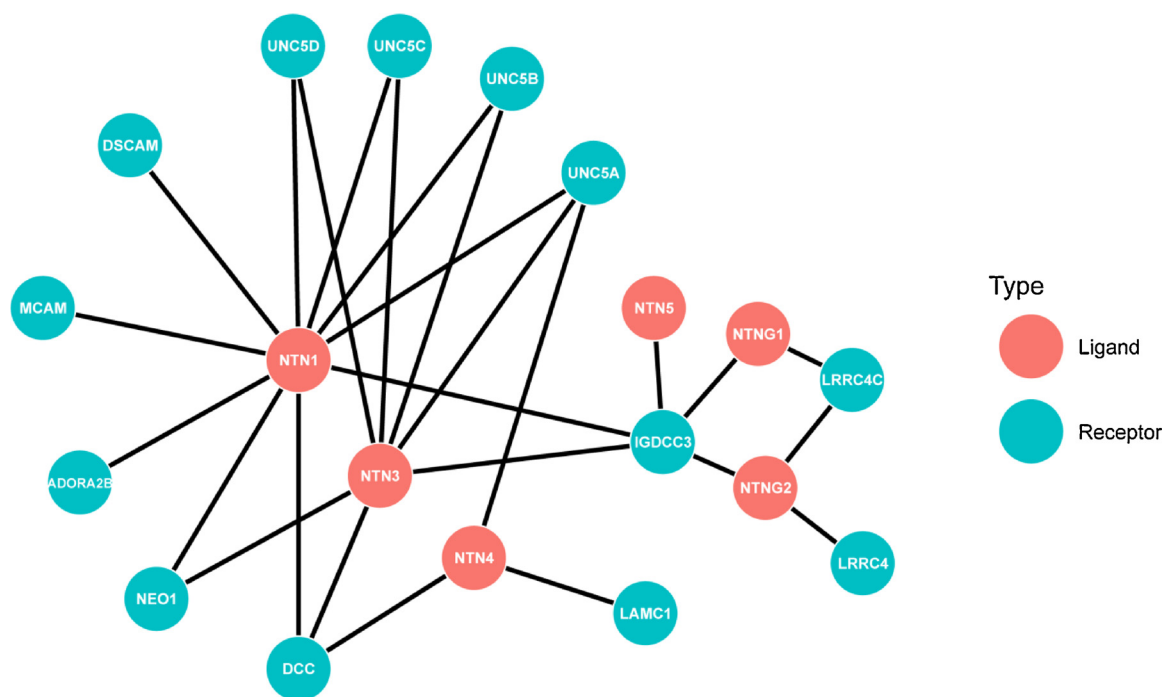 UNC5D
UNC5C
UNC5B
DSCAM
UNC5A
MCAM
NTN5
NTNG1
NTN1
LRRC4C
IGDCC3
ADORA2B
NTN3
NTNG2
NTN4
LRRC4
NEO1
LAMC1
DCC
Type
Ligand
Receptor